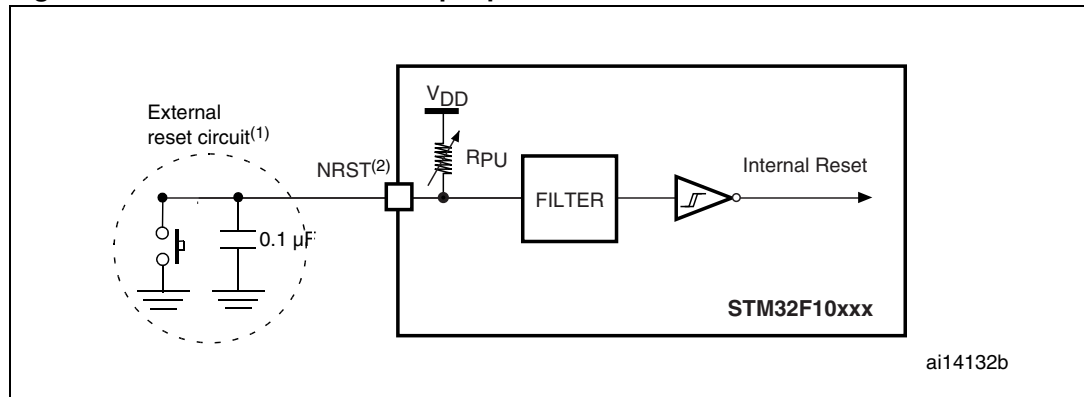 External
reset circuit(1)
VDD
NRST(2)
RPU
FILTER
Internal Reset
0.1 µF
STM32F10xxx
ai14132b